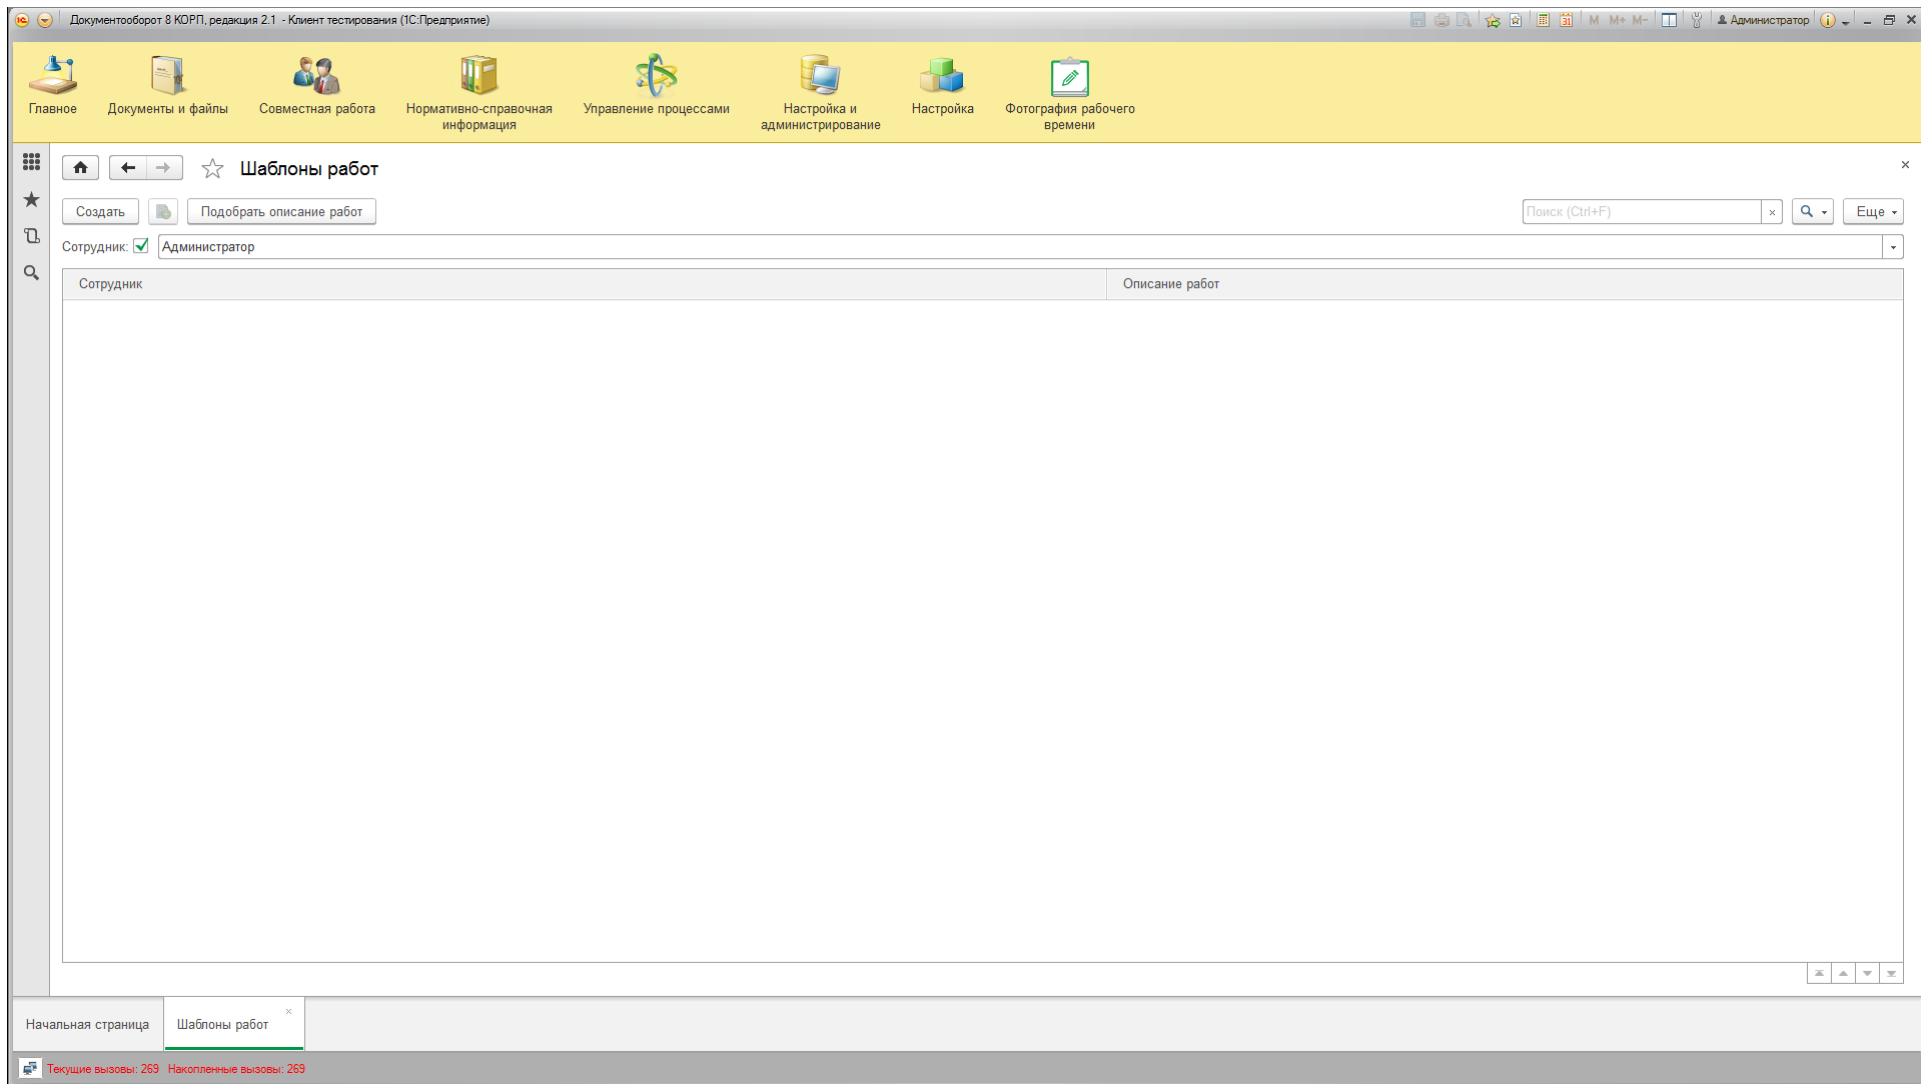 Документооборот 8 КОРП, редакция 2.1 - Клиент тестирования (1С:Предприятие)
31 M M+ M- Администратор
Главное
Документы и файлы
Совместная работа
Нормативно-справочная
информация
Управление процессами
Настройка и
администрирование
Настройка
Фотография рабочего
времени
Шаблоны работ
Создать
Подобрать описание работ
Поиск (Ctrl+F)
Еще
Сотрудник: Администратор
Сотрудник
Описание работ
Начальная страница
Шаблоны работ
Текущие вызовы: 269 Накопленные вызовы: 269